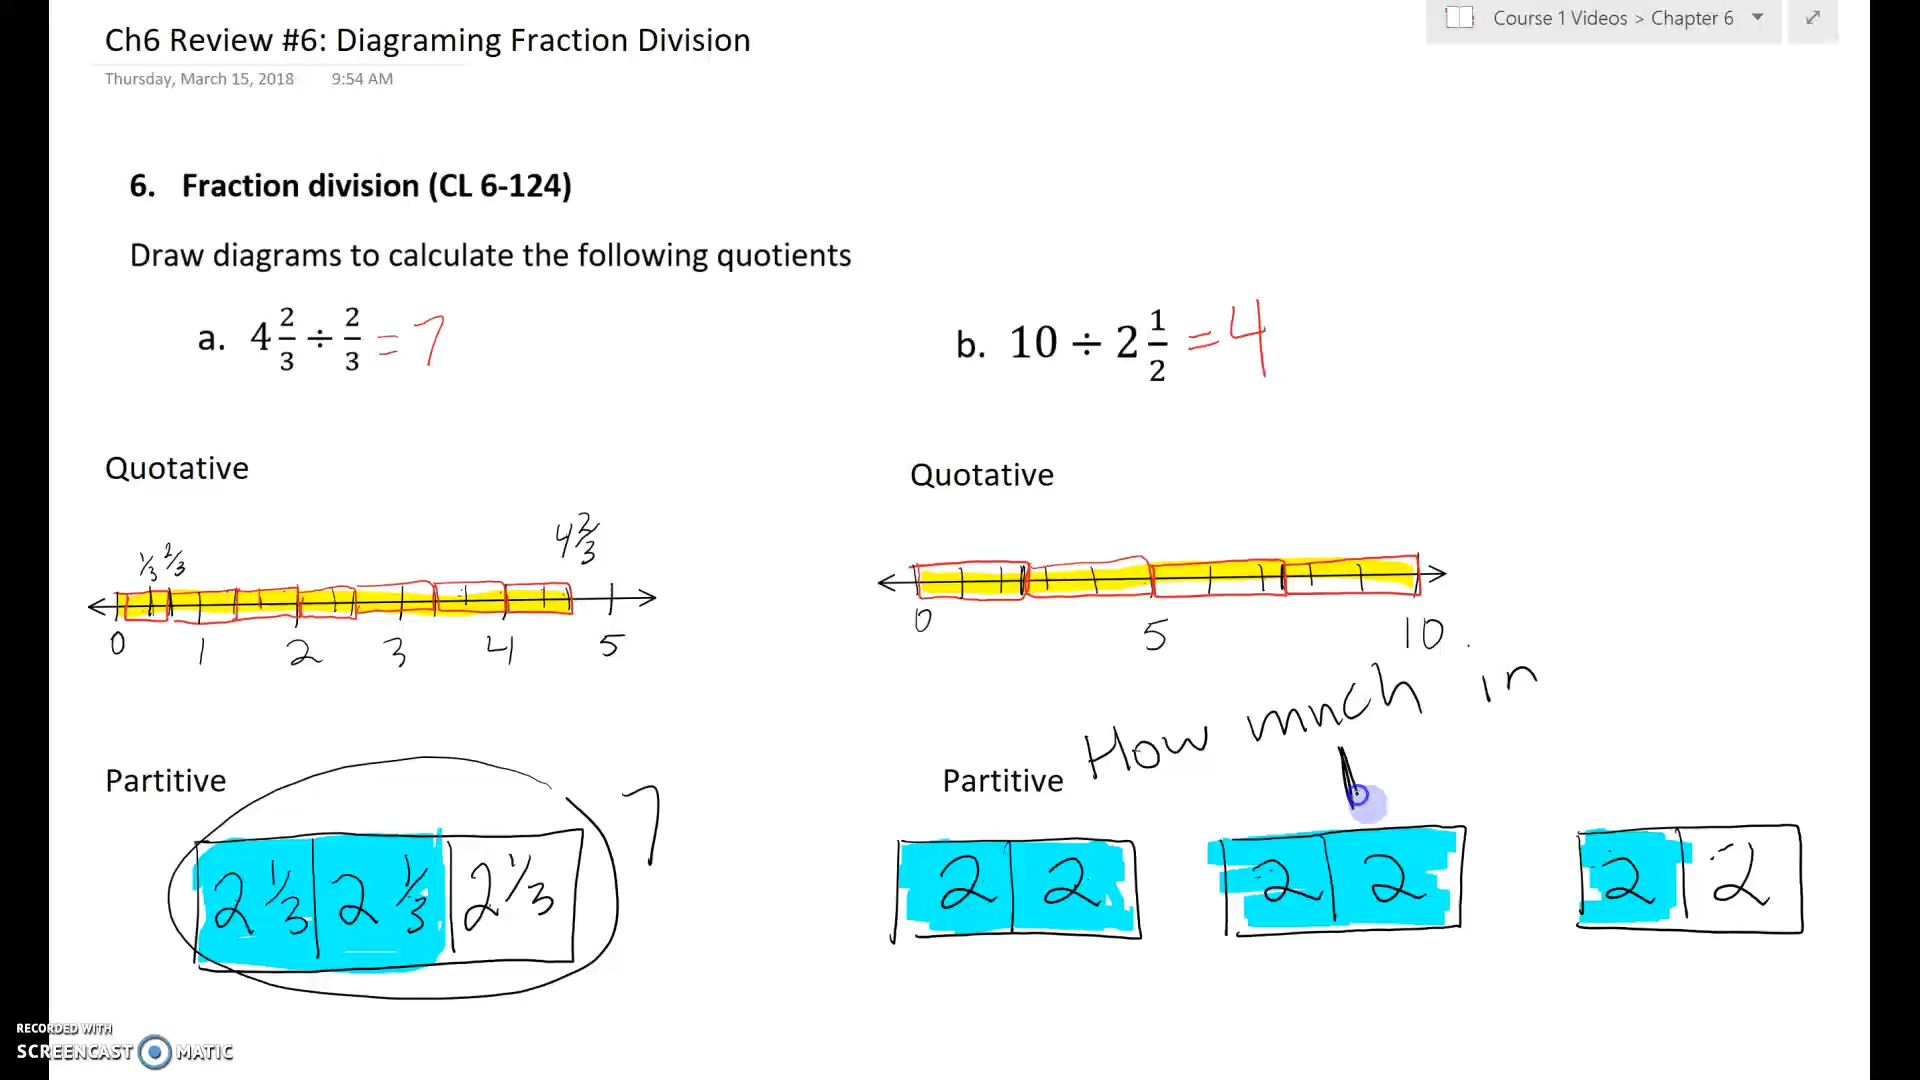 Ch6 Review #6: Diagraming Fraction Division
Course 1 Videos > Chapter 6
Thursday, March 15, 2018 9:54 AM
6. Fraction division (CL 6-124)
Draw diagrams to calculate the following quotients
a. 4 2/3 ÷ 2/3 = 7
b. 10 ÷ 2 1/2 = 4
Quotative
1/3 2/3 4 2/3
0 1 2 3 4 5
Quotative
0 5 10
Partitive
7
2 1/3 2 1/3 2 1/3
Partitive
How much in
2 2 2 2 2 2
RECORDED WITH
SCREENCAST MATIC